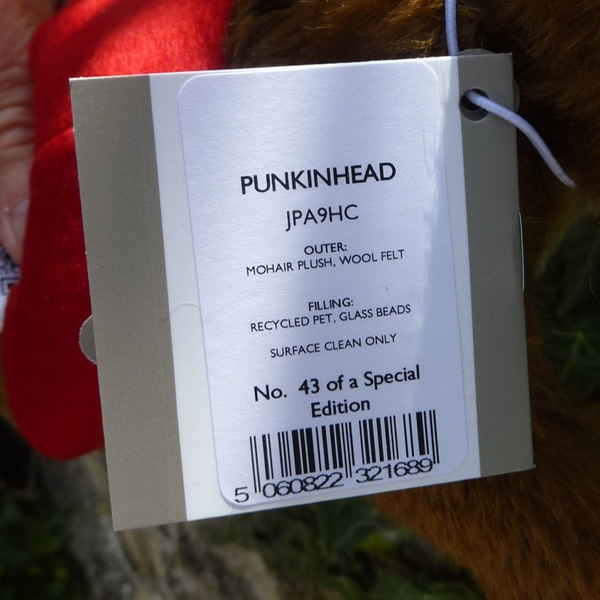 PUNKINHEAD
JPA9HC
OUTER:
MOHAIR PLUSH, WOOL FELT
FILLING:
RECYCLED PET, GLASS BEADS
SURFACE CLEAN ONLY
No. 43 of a Special
Edition
5 060822 321689